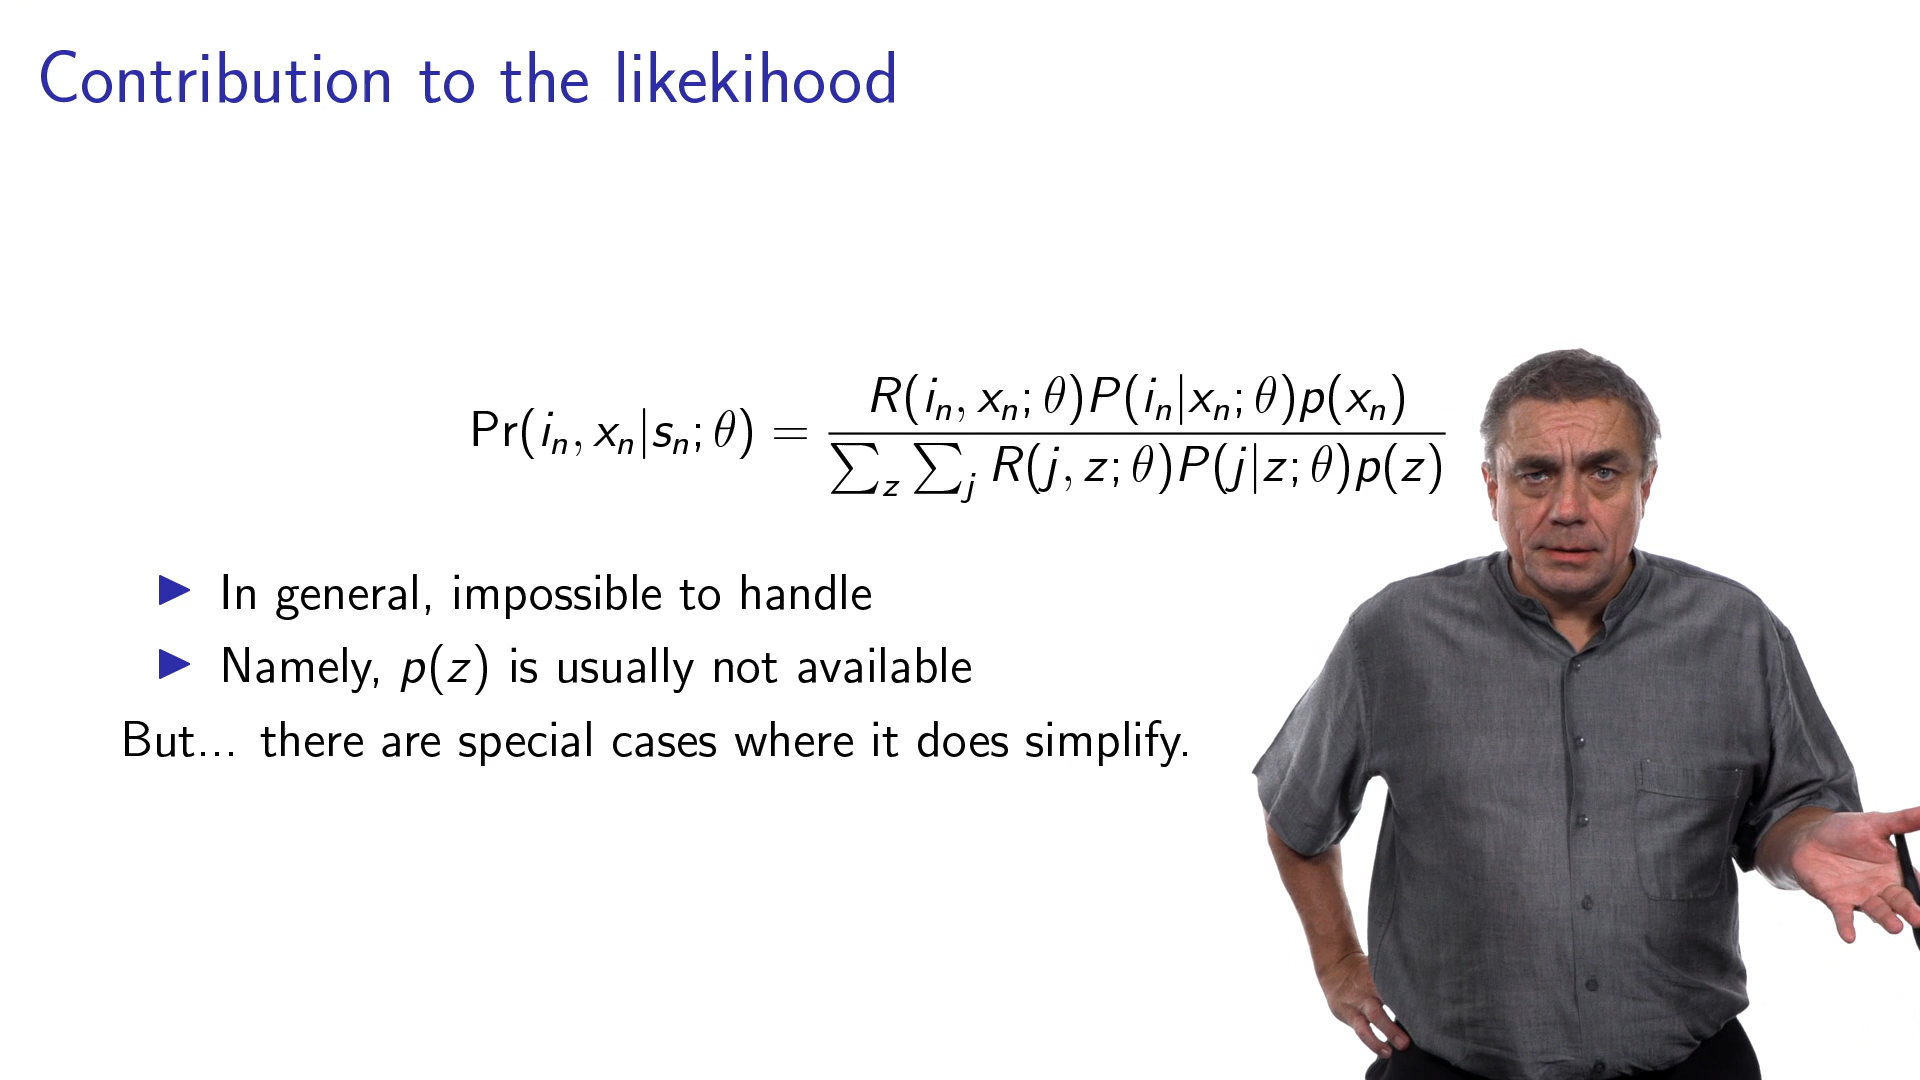 Contribution to the likekihood
Pr(iₙ, xₙ|sₙ; θ) = R(iₙ, xₙ; θ)P(iₙ|xₙ; θ)p(xₙ) / ∑_z ∑_j R(j, z; θ)P(j|z; θ)p(z)
▶ In general, impossible to handle
▶ Namely, p(z) is usually not available
But... there are special cases where it does simplify.